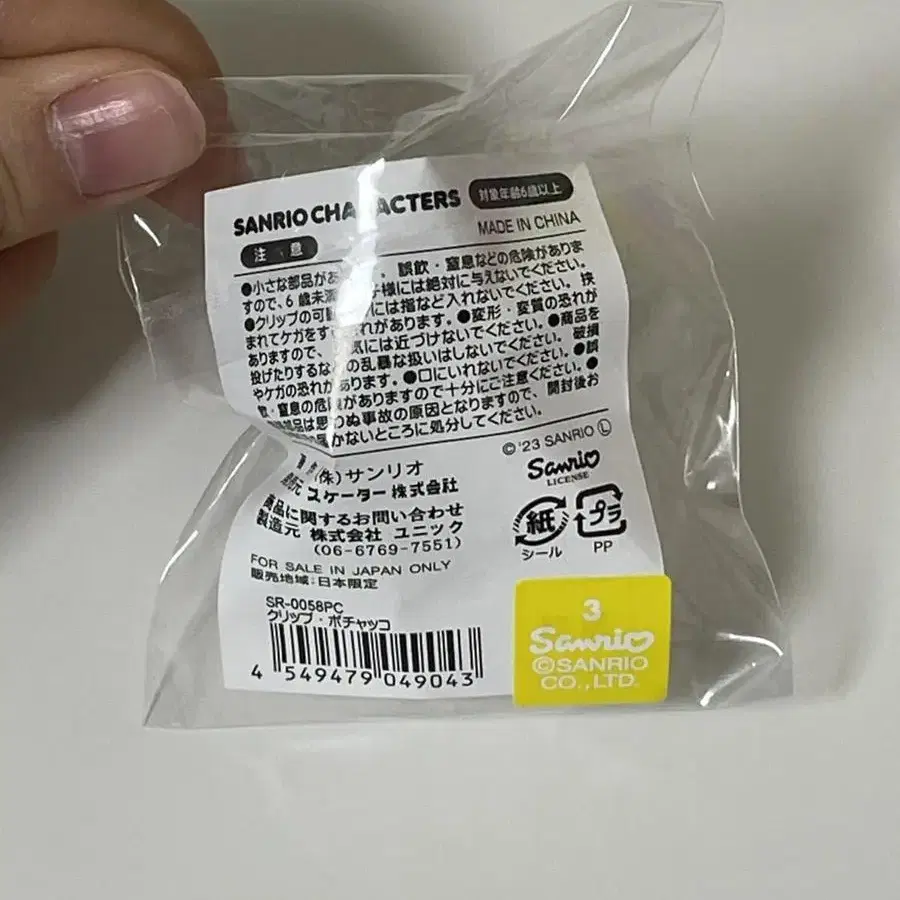 SANRIO CHARACTERS
対象年齢6歳以上
MADE IN CHINA
注意
●小さな部品があ 、誤飲・窒息などの危険がありま
すので、6歳未満 子様には絶対に与えないでください。
●クリップの可動 には指など入れないでください。挟
まれてケガをす れがあります。●変形・変質の恐れが
ありますので、 気には近づけないでください。●商品を
投げたりするなどの乱暴な扱いはしないでください。破損
やケガの恐れがあります。●口にいれないでください。●誤
飲・窒息の危険がありますので十分にご注意ください。●
部品は思わぬ事故の原因となりますので、開封後お
届かないところに処分してください。
©'23 SANRIO Ⓛ
Sanrio
LICENSE
(株)サンリオ
元 スケーター株式会社
商品に関するお問い合わせ
製造元 株式会社 ユニック
(06-6769-7551)
紙
シール
プラ
PP
FOR SALE IN JAPAN ONLY
販売地域:日本限定
SR-0058PC
クリップ・ポチャッコ
4 549479 049043
3
Sanrio
©SANRIO
CO.,LTD.